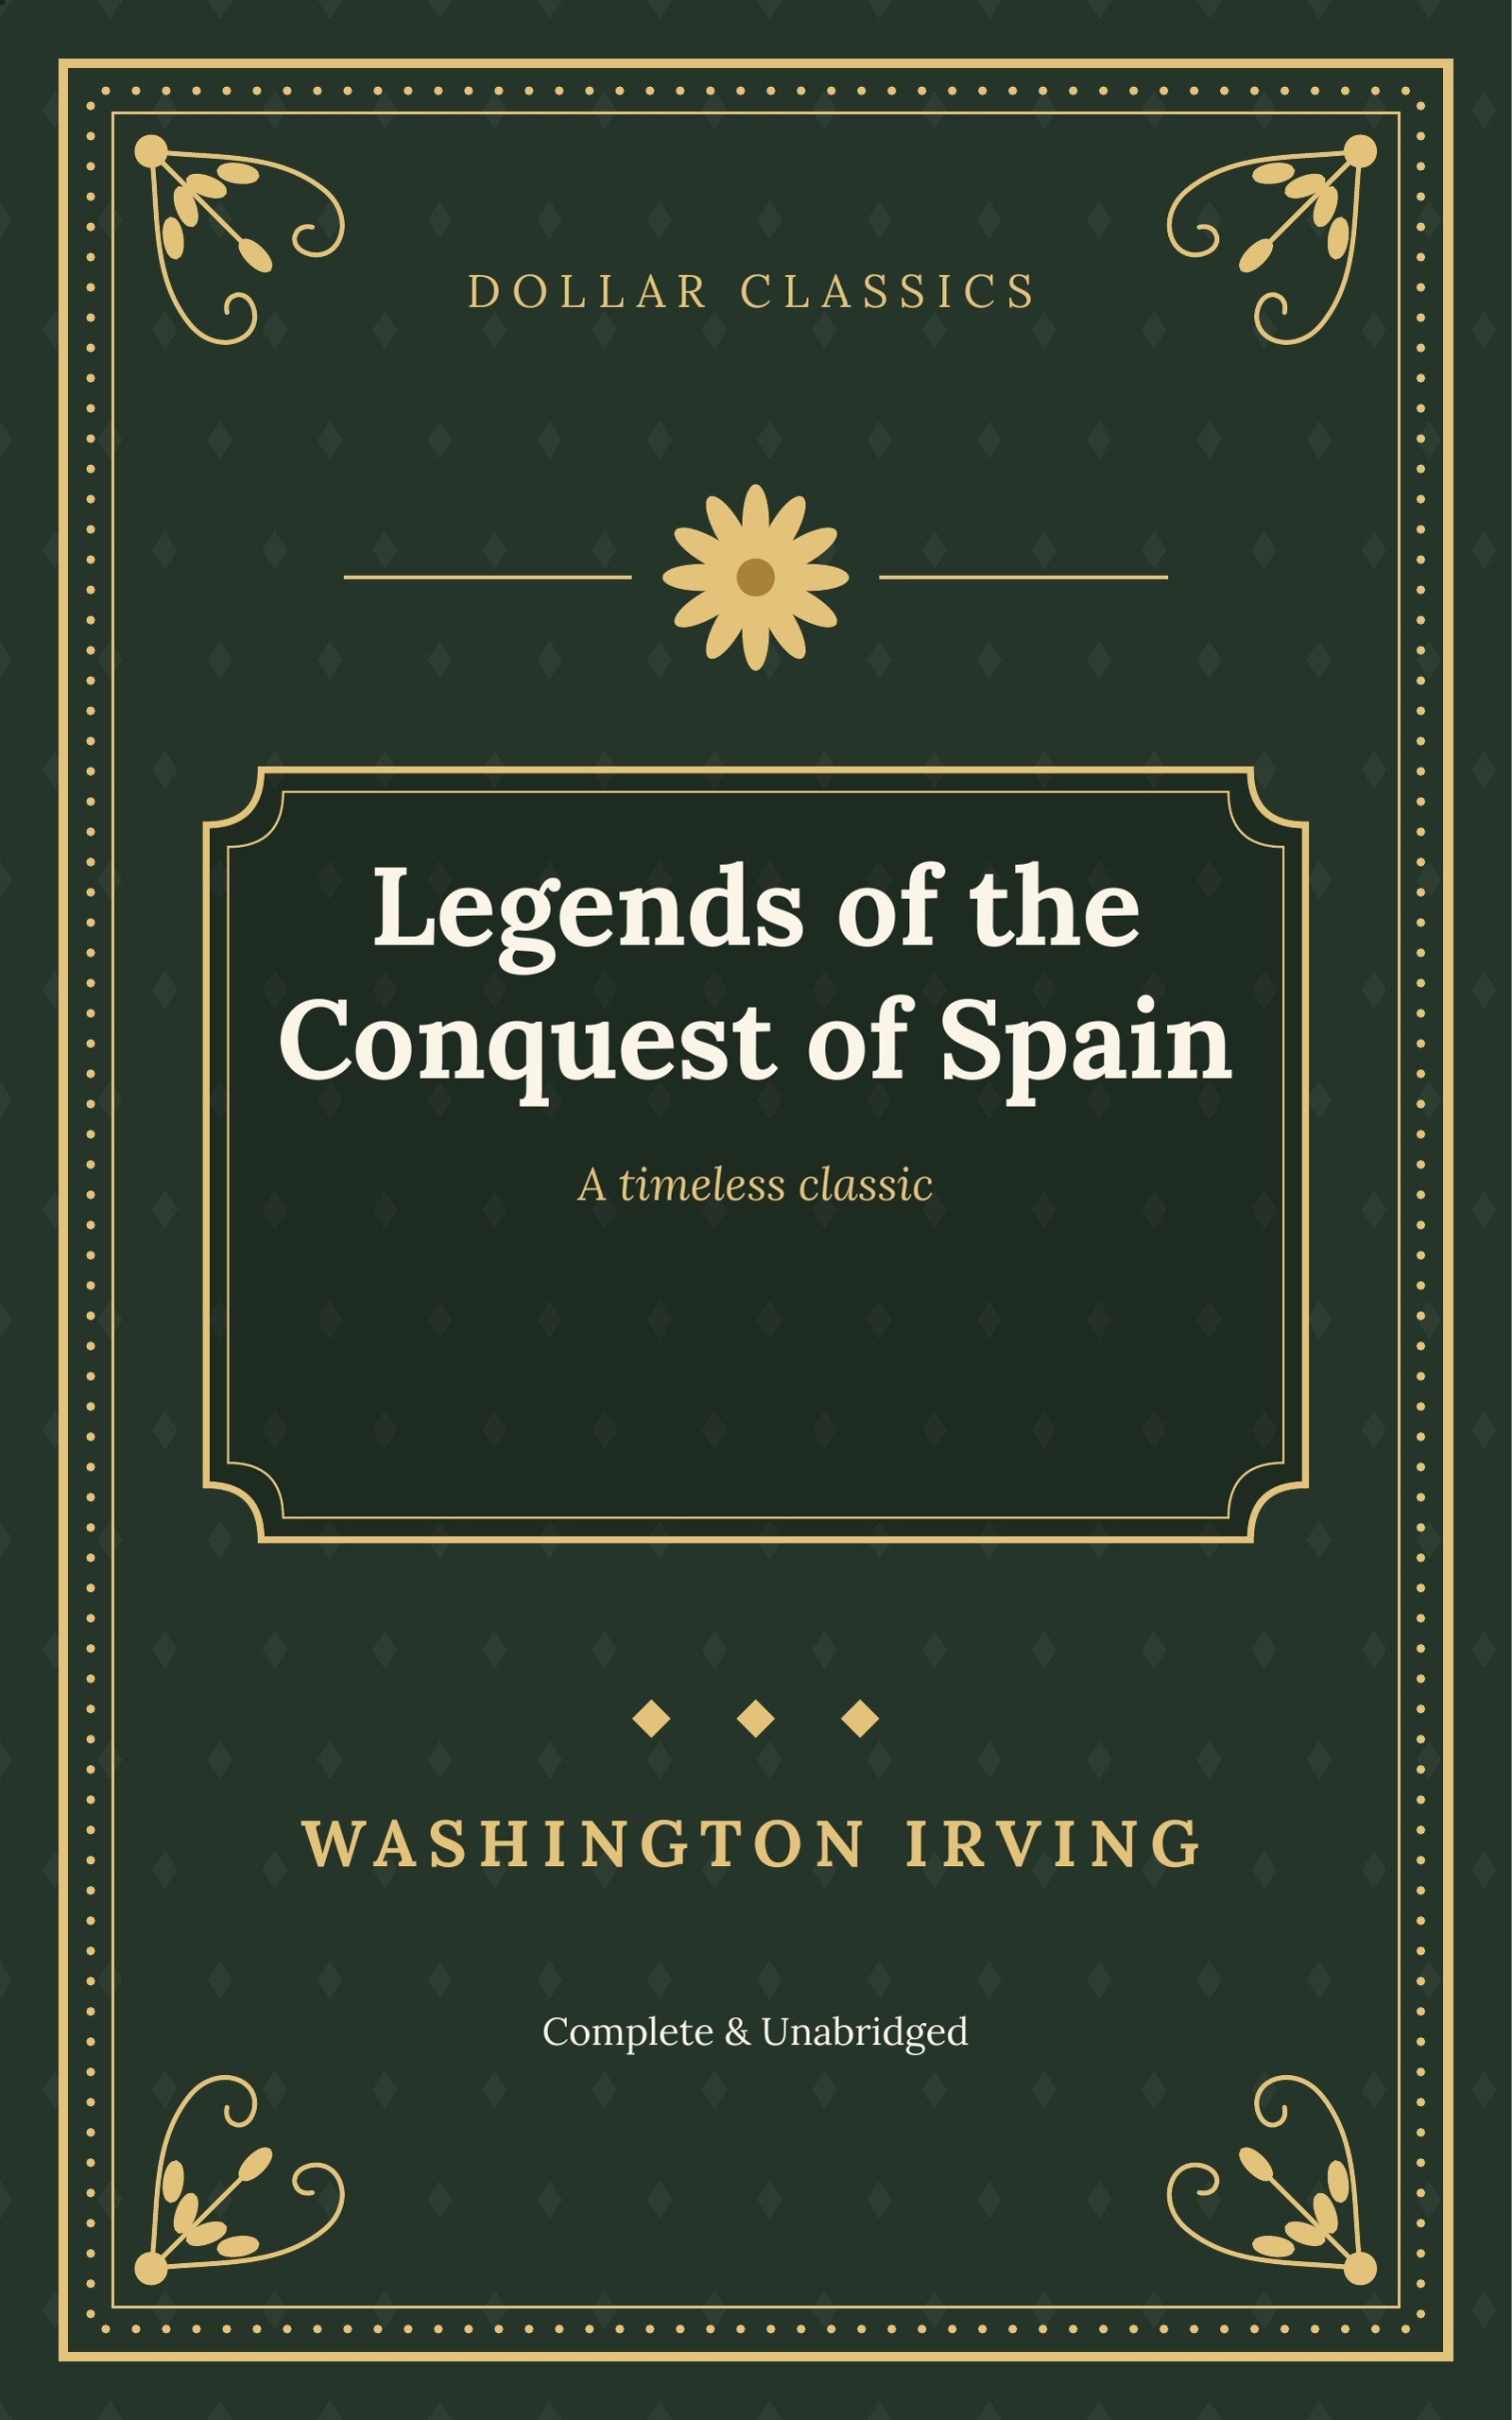 DOLLAR CLASSICS
Legends of the
Conquest of Spain
A timeless classic
WASHINGTON IRVING
Complete & Unabridged